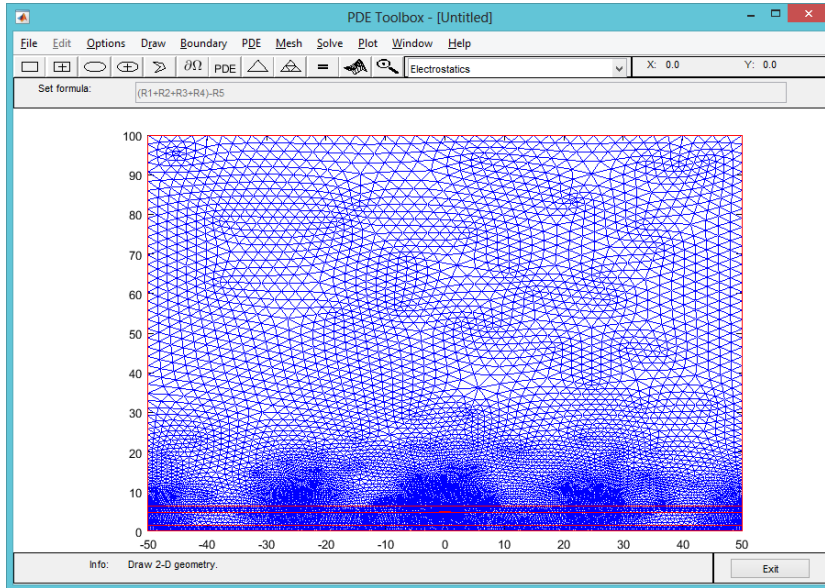 PDE Toolbox - [Untitled]
File Edit Options Draw Boundary PDE Mesh Solve Plot Window Help
∂Ω PDE = Electrostatics X: 0.0 Y: 0.0
Set formula: (R1+R2+R3+R4)-R5
100
90
80
70
60
50
40
30
20
10
0
-50 -40 -30 -20 -10 0 10 20 30 40 50
Info: Draw 2-D geometry. Exit